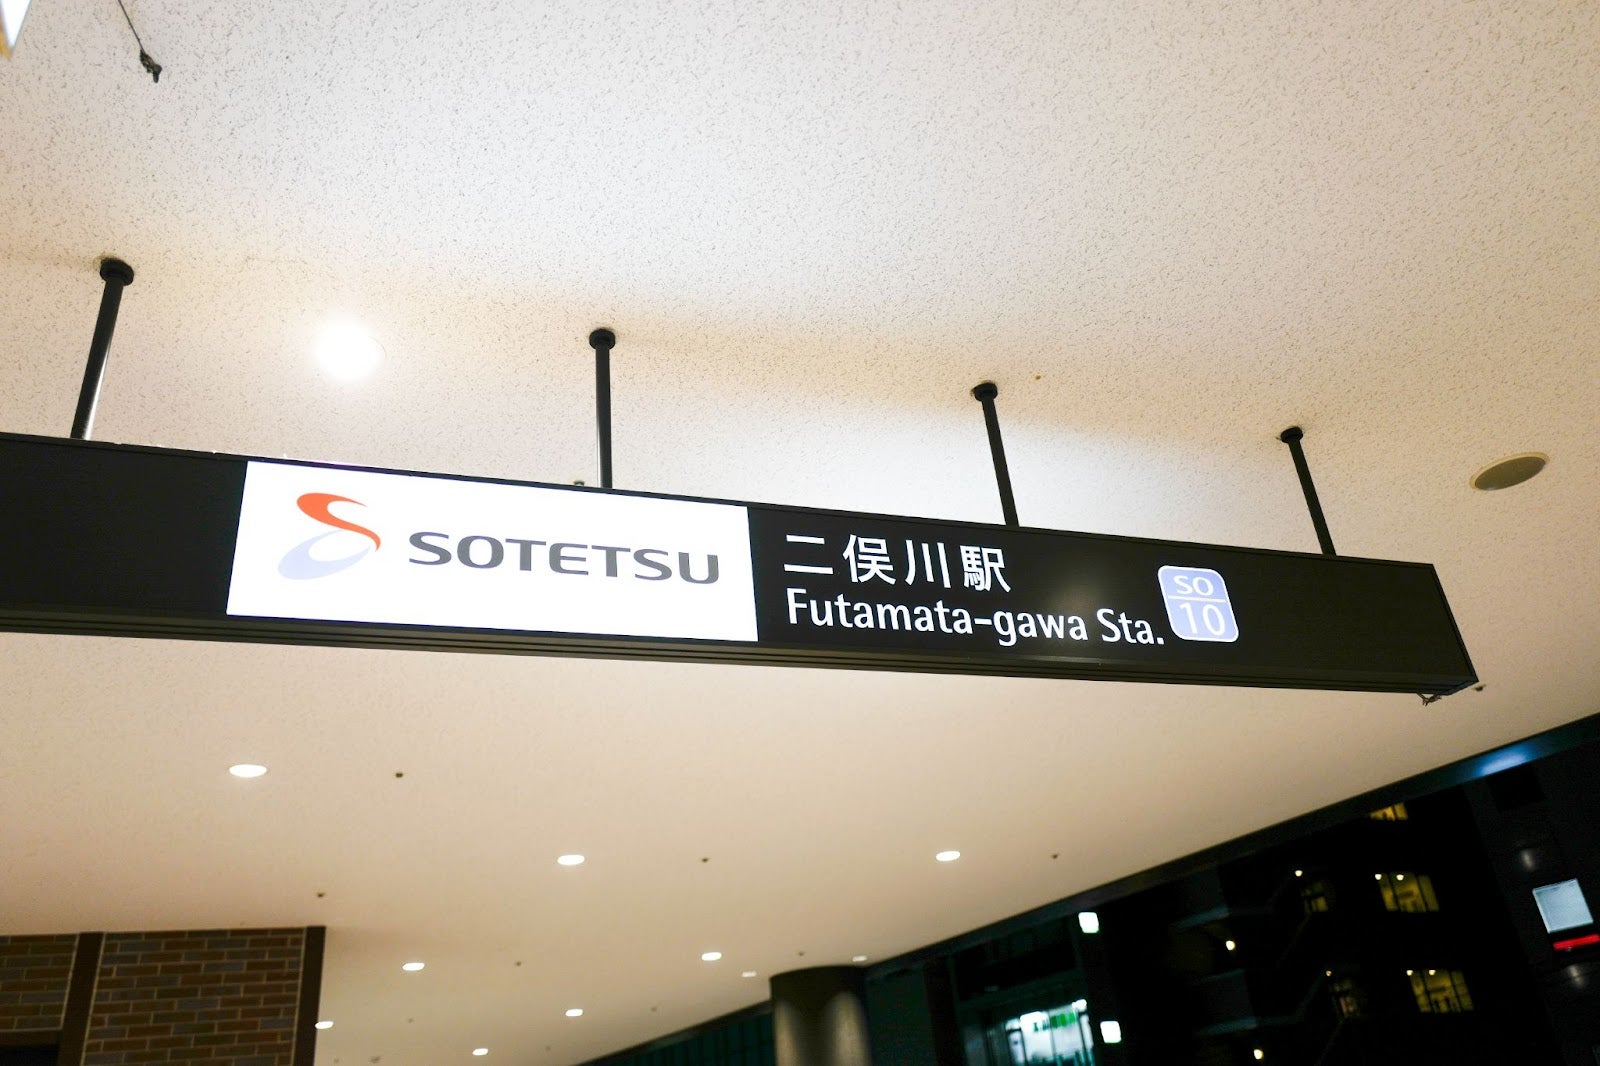 SOTETSU
二俣川駅
Futamata-gawa Sta.
SO
10